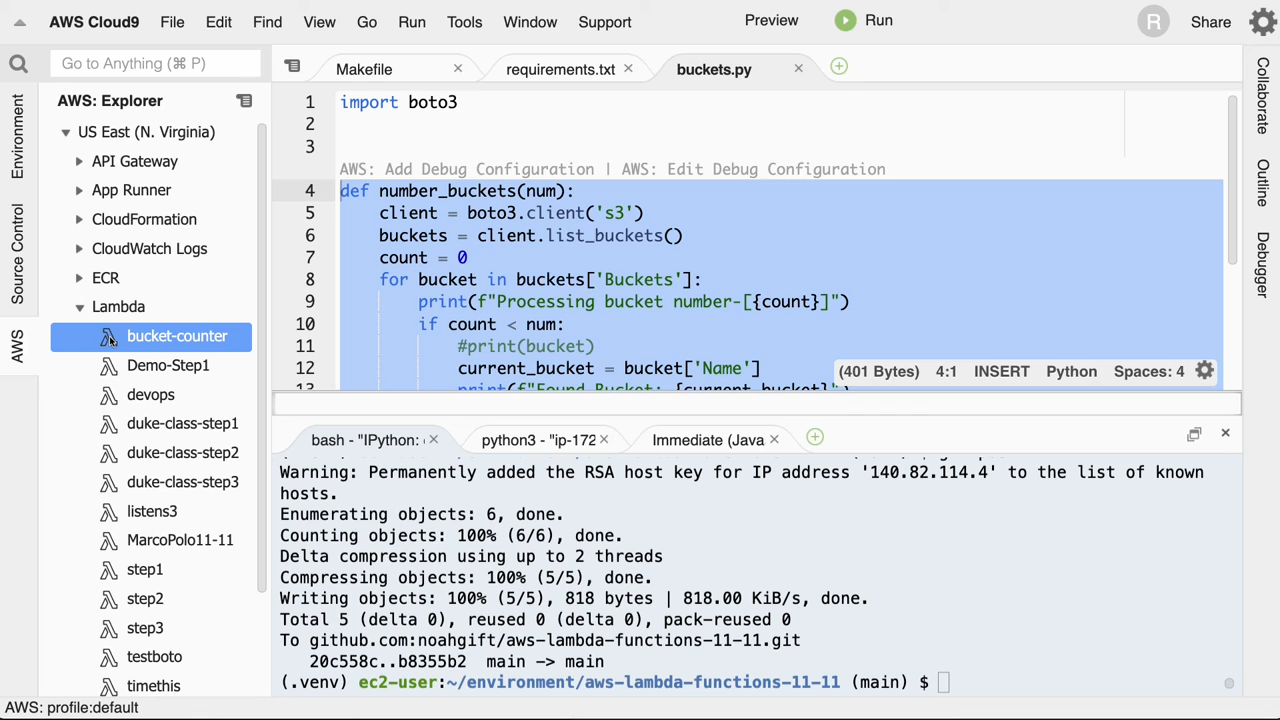 AWS Cloud9 File Edit Find View Go Run Tools Window Support Preview Run R Share
Go to Anything (⌘ P)
Makefile requirements.txt buckets.py
Environment
Source Control
AWS
AWS: Explorer
US East (N. Virginia)
API Gateway
App Runner
CloudFormation
CloudWatch Logs
ECR
Lambda
bucket-counter
Demo-Step1
devops
duke-class-step1
duke-class-step2
duke-class-step3
listens3
MarcoPolo11-11
step1
step2
step3
testboto
timethis
1 import boto3
2
3
AWS: Add Debug Configuration | AWS: Edit Debug Configuration
4 def number_buckets(num):
5 client = boto3.client('s3')
6 buckets = client.list_buckets()
7 count = 0
8 for bucket in buckets['Buckets']:
9 print(f"Processing bucket number-[{count}]")
10 if count < num:
11 #print(bucket)
12 current_bucket = bucket['Name']
13 print(f"Found Bucket: {current_bucket}")
(401 Bytes) 4:1 INSERT Python Spaces: 4
bash - "IPython: python3 - "ip-172 Immediate (Java
Warning: Permanently added the RSA host key for IP address '140.82.114.4' to the list of known
hosts.
Enumerating objects: 6, done.
Counting objects: 100% (6/6), done.
Delta compression using up to 2 threads
Compressing objects: 100% (5/5), done.
Writing objects: 100% (5/5), 818 bytes | 818.00 KiB/s, done.
Total 5 (delta 0), reused 0 (delta 0), pack-reused 0
To github.com:noahgift/aws-lambda-functions-11-11.git
20c558c..b8355b2 main -> main
(.venv) ec2-user:~/environment/aws-lambda-functions-11-11 (main) $
Collaborate
Outline
Debugger
AWS: profile:default